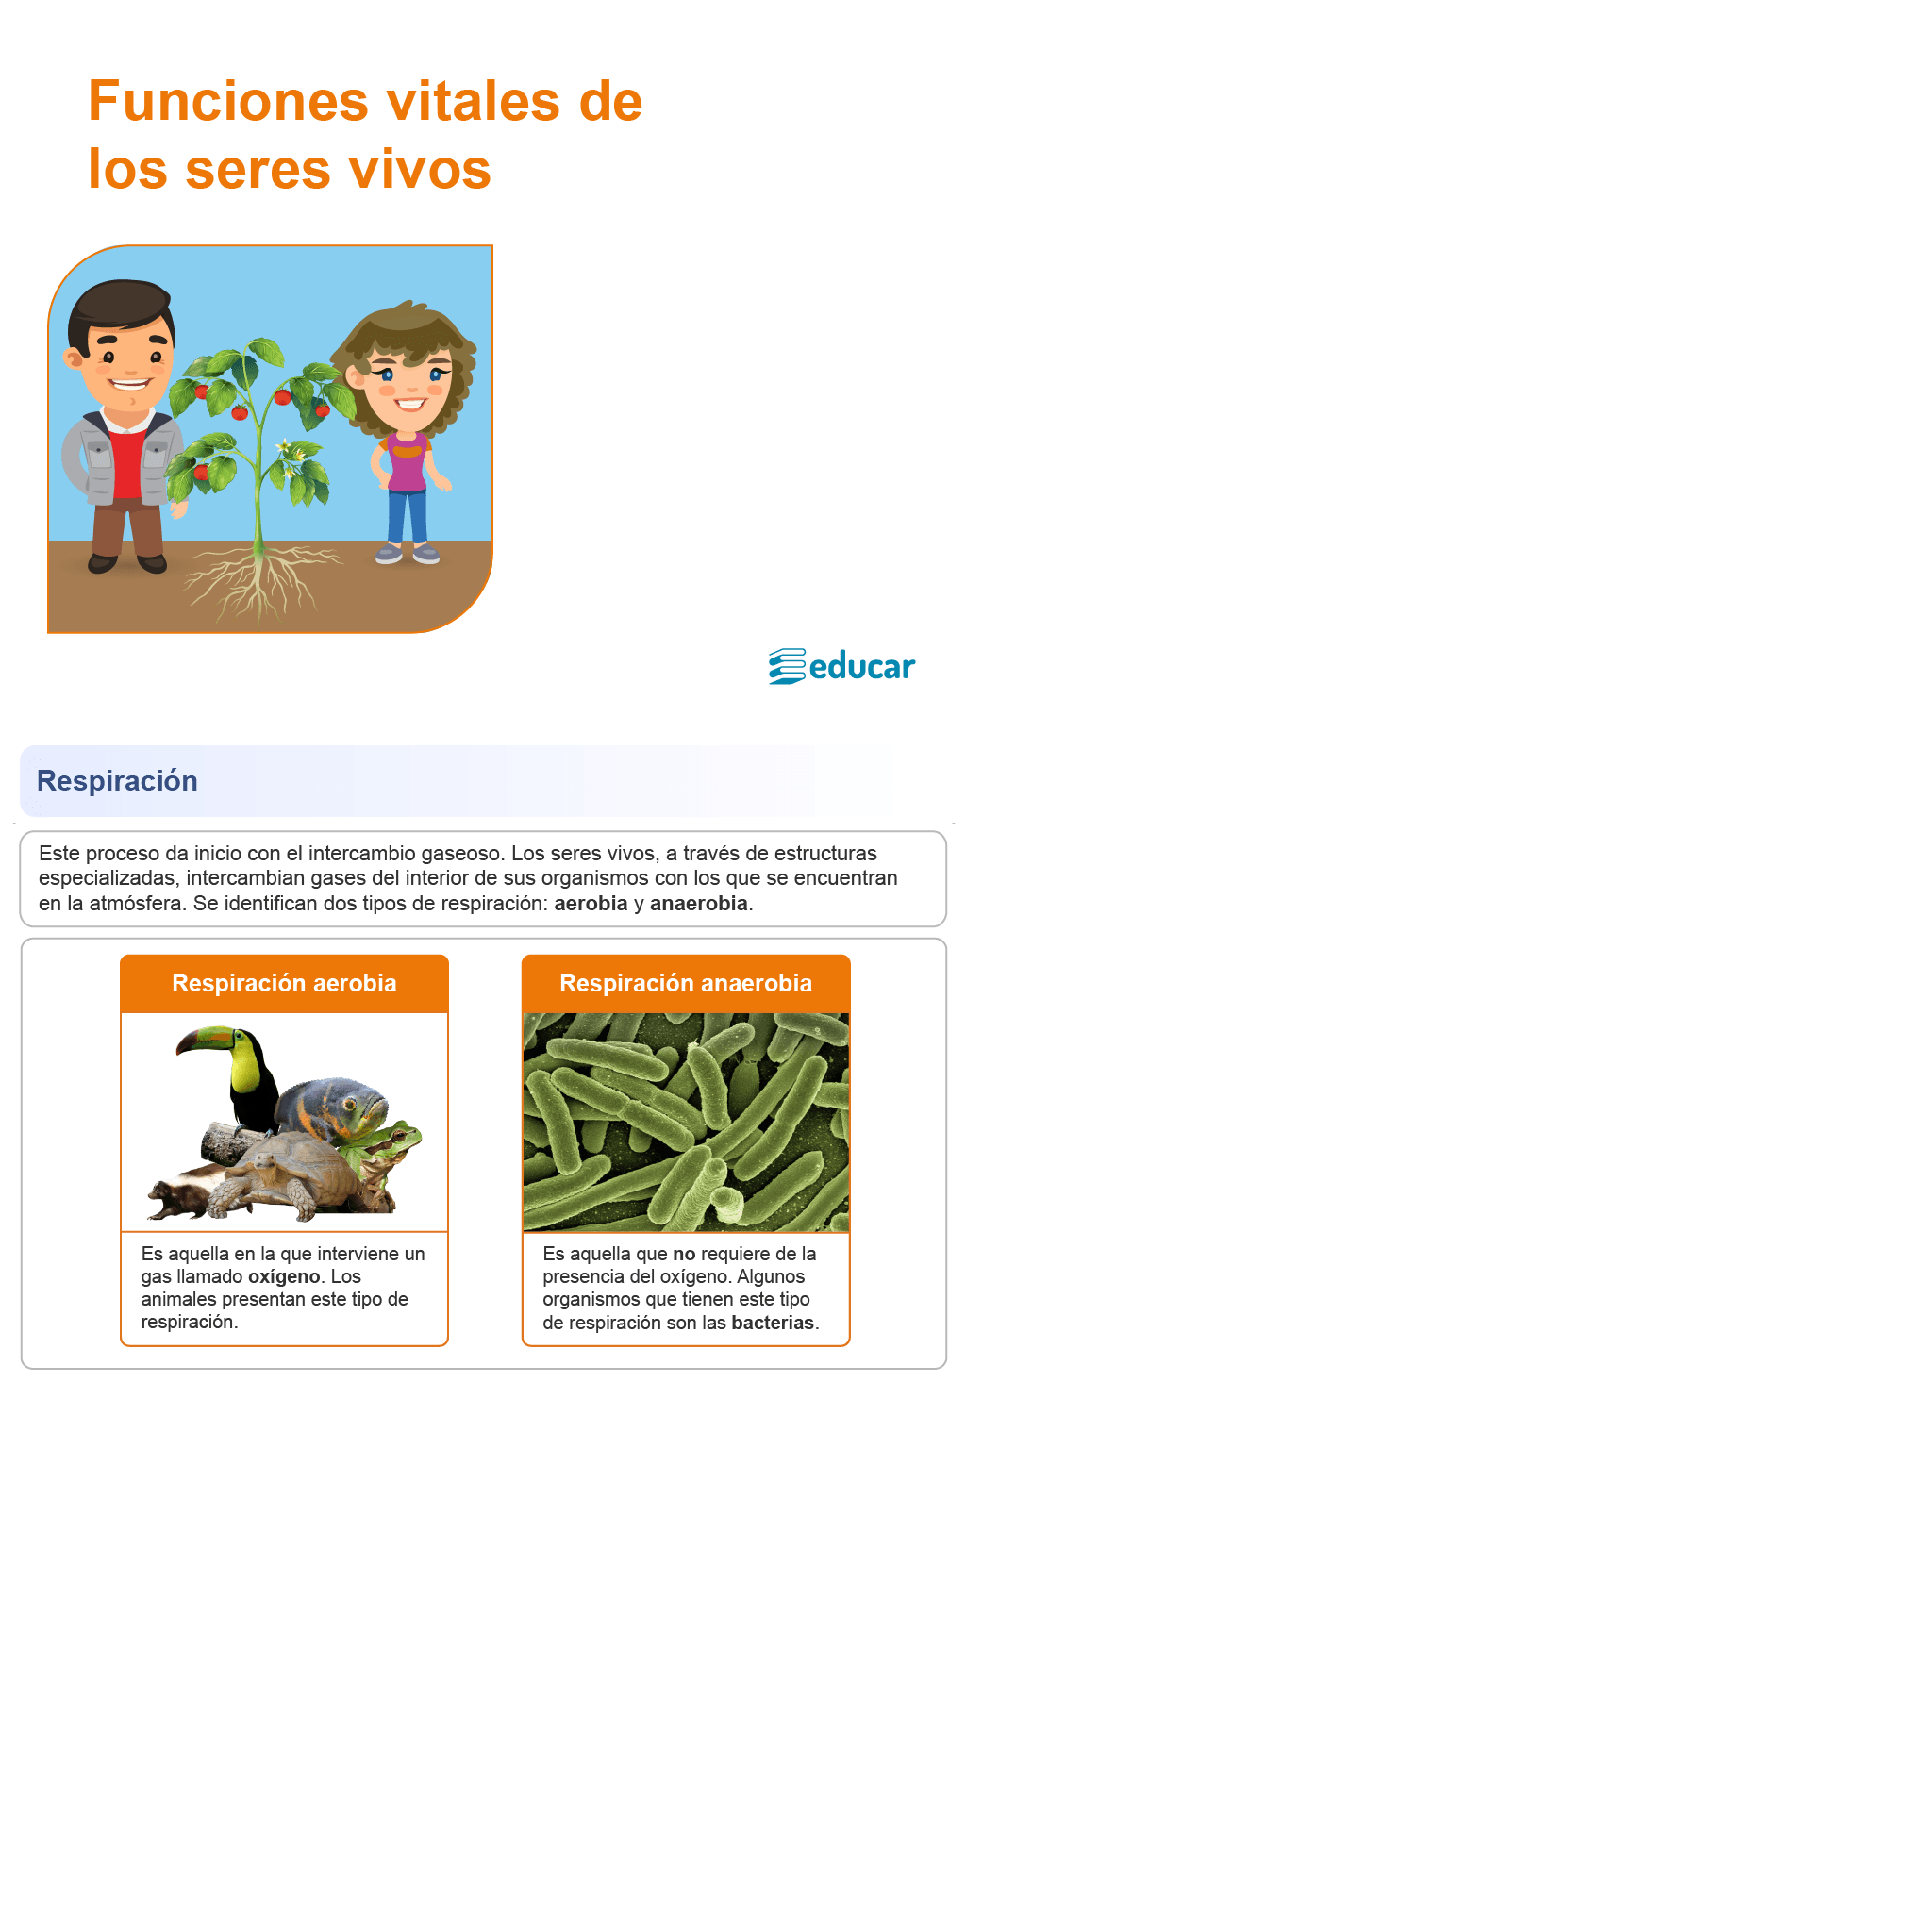 Funciones vitales de
los seres vivos
educar
Respiración
Este proceso da inicio con el intercambio gaseoso. Los seres vivos, a través de estructuras
especializadas, intercambian gases del interior de sus organismos con los que se encuentran
en la atmósfera. Se identifican dos tipos de respiración: aerobia y anaerobia.
Respiración aerobia
Es aquella en la que interviene un
gas llamado oxígeno. Los
animales presentan este tipo de
respiración.
Respiración anaerobia
Es aquella que no requiere de la
presencia del oxígeno. Algunos
organismos que tienen este tipo
de respiración son las bacterias.